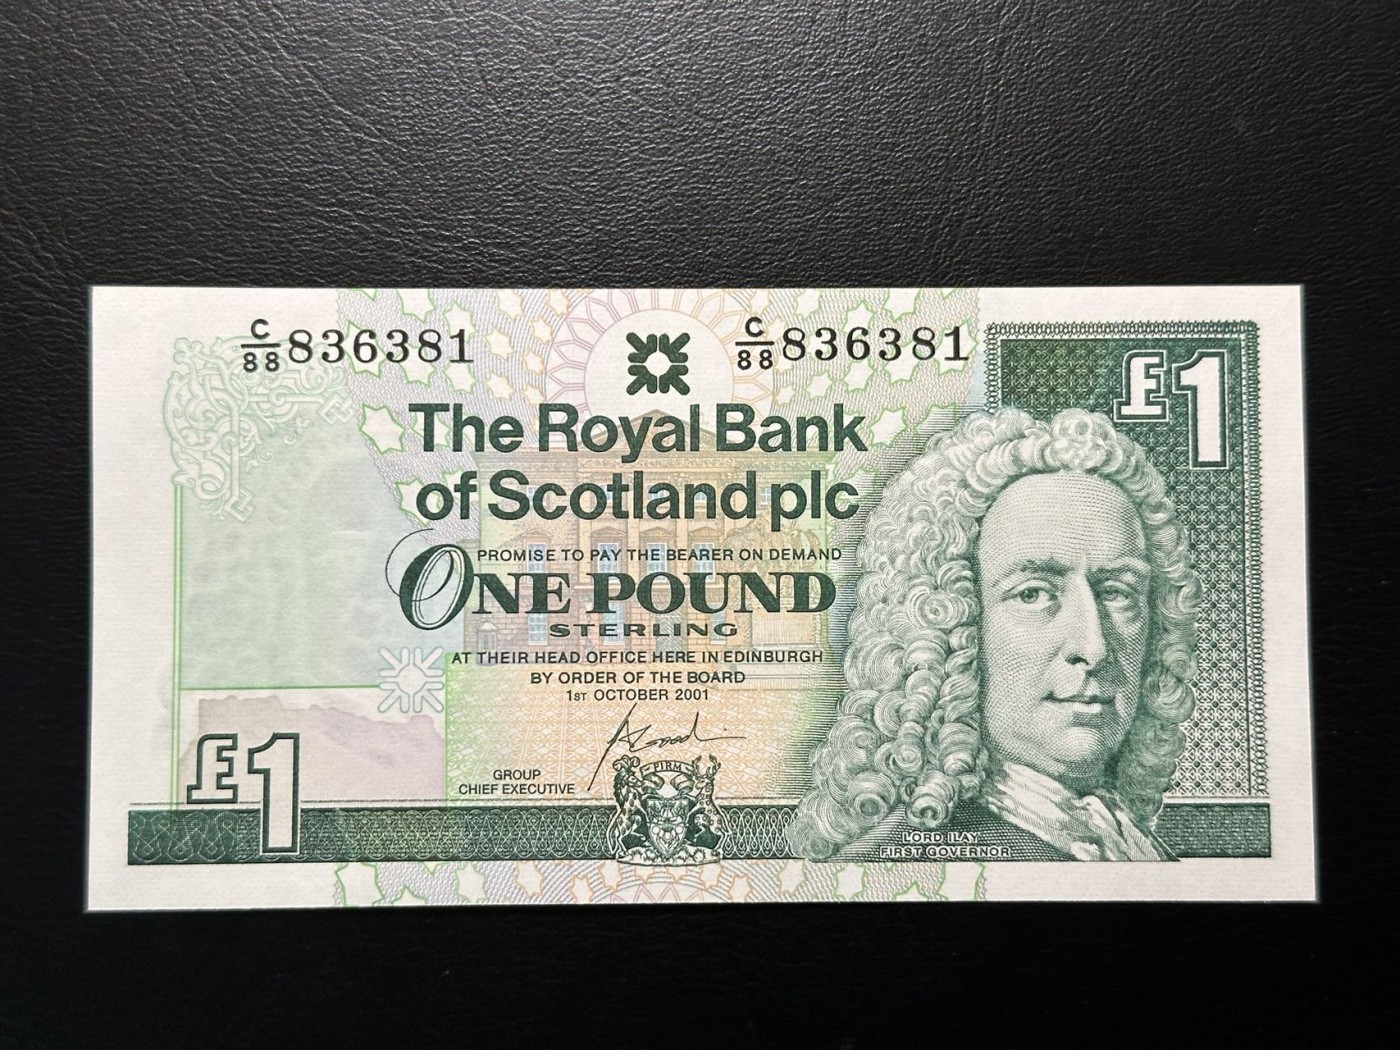 C/88 836381
C/88 836381
£1
The Royal Bank
of Scotland plc
PROMISE TO PAY THE BEARER ON DEMAND
ONE POUND
STERLING
AT THEIR HEAD OFFICE HERE IN EDINBURGH
BY ORDER OF THE BOARD
1ST OCTOBER 2001
GROUP
CHIEF EXECUTIVE
FIRM
£1
LORD ILAY
FIRST GOVERNOR